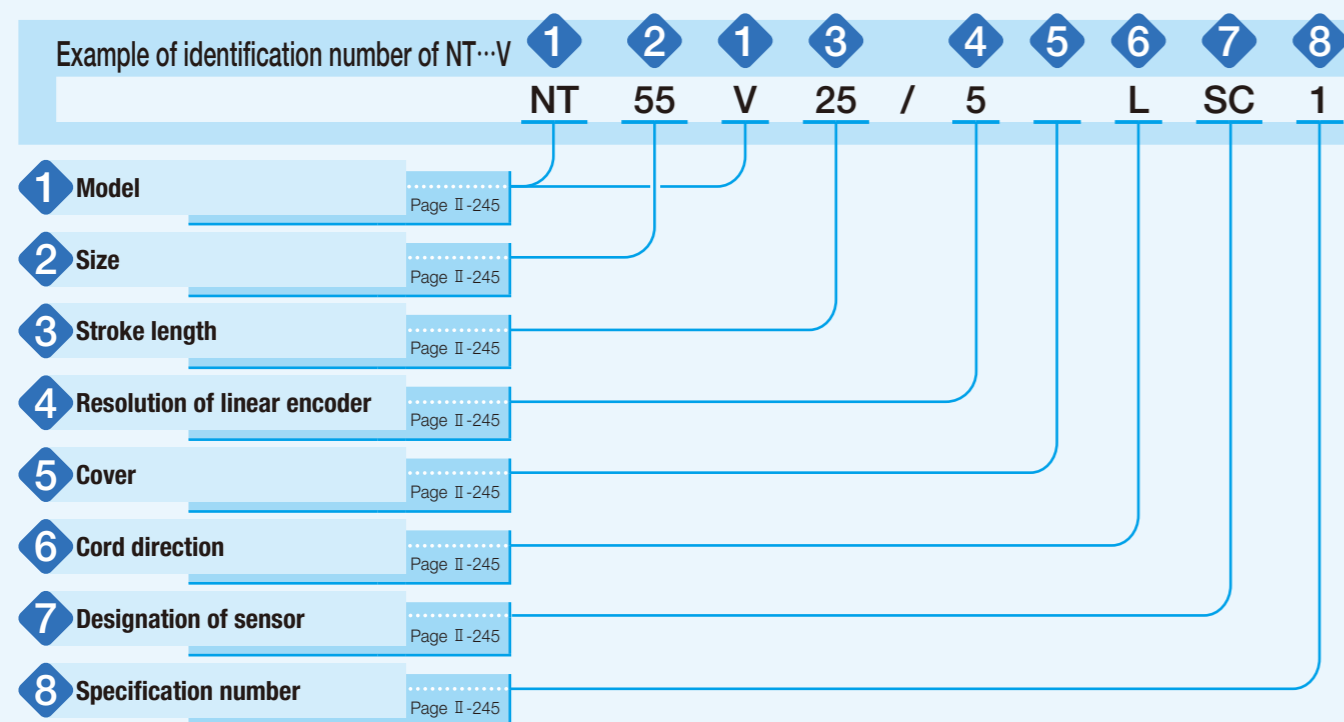 1 2 1 3 4 5 6 7 8
Example of identification number of NT…V
NT 55 V 25 / 5 L SC 1
1 Model
Page Ⅱ-245
2 Size
Page Ⅱ-245
3 Stroke length
Page Ⅱ-245
4 Resolution of linear encoder
Page Ⅱ-245
5 Cover
Page Ⅱ-245
6 Cord direction
Page Ⅱ-245
7 Designation of sensor
Page Ⅱ-245
8 Specification number
Page Ⅱ-245